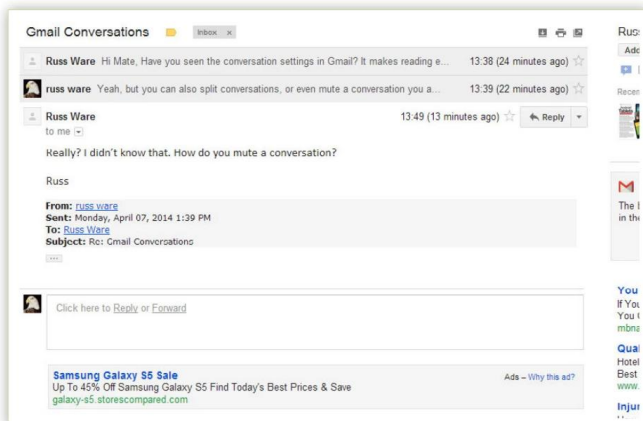 Gmail Conversations
Inbox x
Russ Ware Hi Mate, Have you seen the conversation settings in Gmail? It makes reading e... 13:38 (24 minutes ago)
russ ware Yeah, but you can also split conversations, or even mute a conversation you a... 13:39 (22 minutes ago)
Russ Ware 13:49 (13 minutes ago) Reply
to me
Really? I didn't know that. How do you mute a conversation?
Russ
From: russ ware
Sent: Monday, April 07, 2014 1:39 PM
To: Russ Ware
Subject: Re: Gmail Conversations
...
Click here to Reply or Forward
Samsung Galaxy S5 Sale Ads – Why this ad?
Up To 45% Off Samsung Galaxy S5 Find Today's Best Prices & Save
galaxy-s5.storescompared.com
Russ
Add
Recen
The l
in the
You
If You
You
mbna
Qual
Hotel
Best
www.
Injur